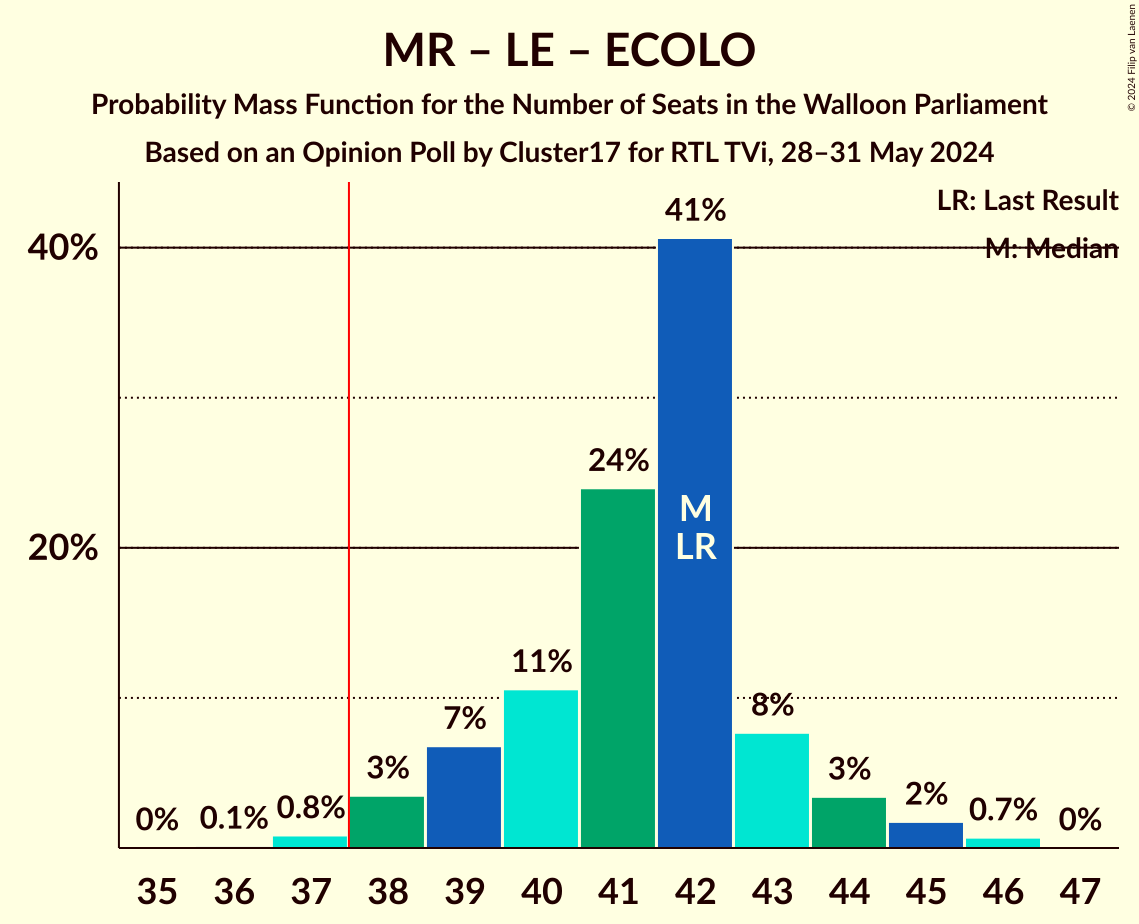 MR – LE – ECOLO
Probability Mass Function for the Number of Seats in the Walloon Parliament
Based on an Opinion Poll by Cluster17 for RTL TVi, 28–31 May 2024
© 2024 Filip van Laenen
LR: Last Result
M: Median
40%
20%
0%
0.1%
0.8%
3%
7%
11%
24%
41%
M
LR
8%
3%
2%
0.7%
0%
35 36 37 38 39 40 41 42 43 44 45 46 47